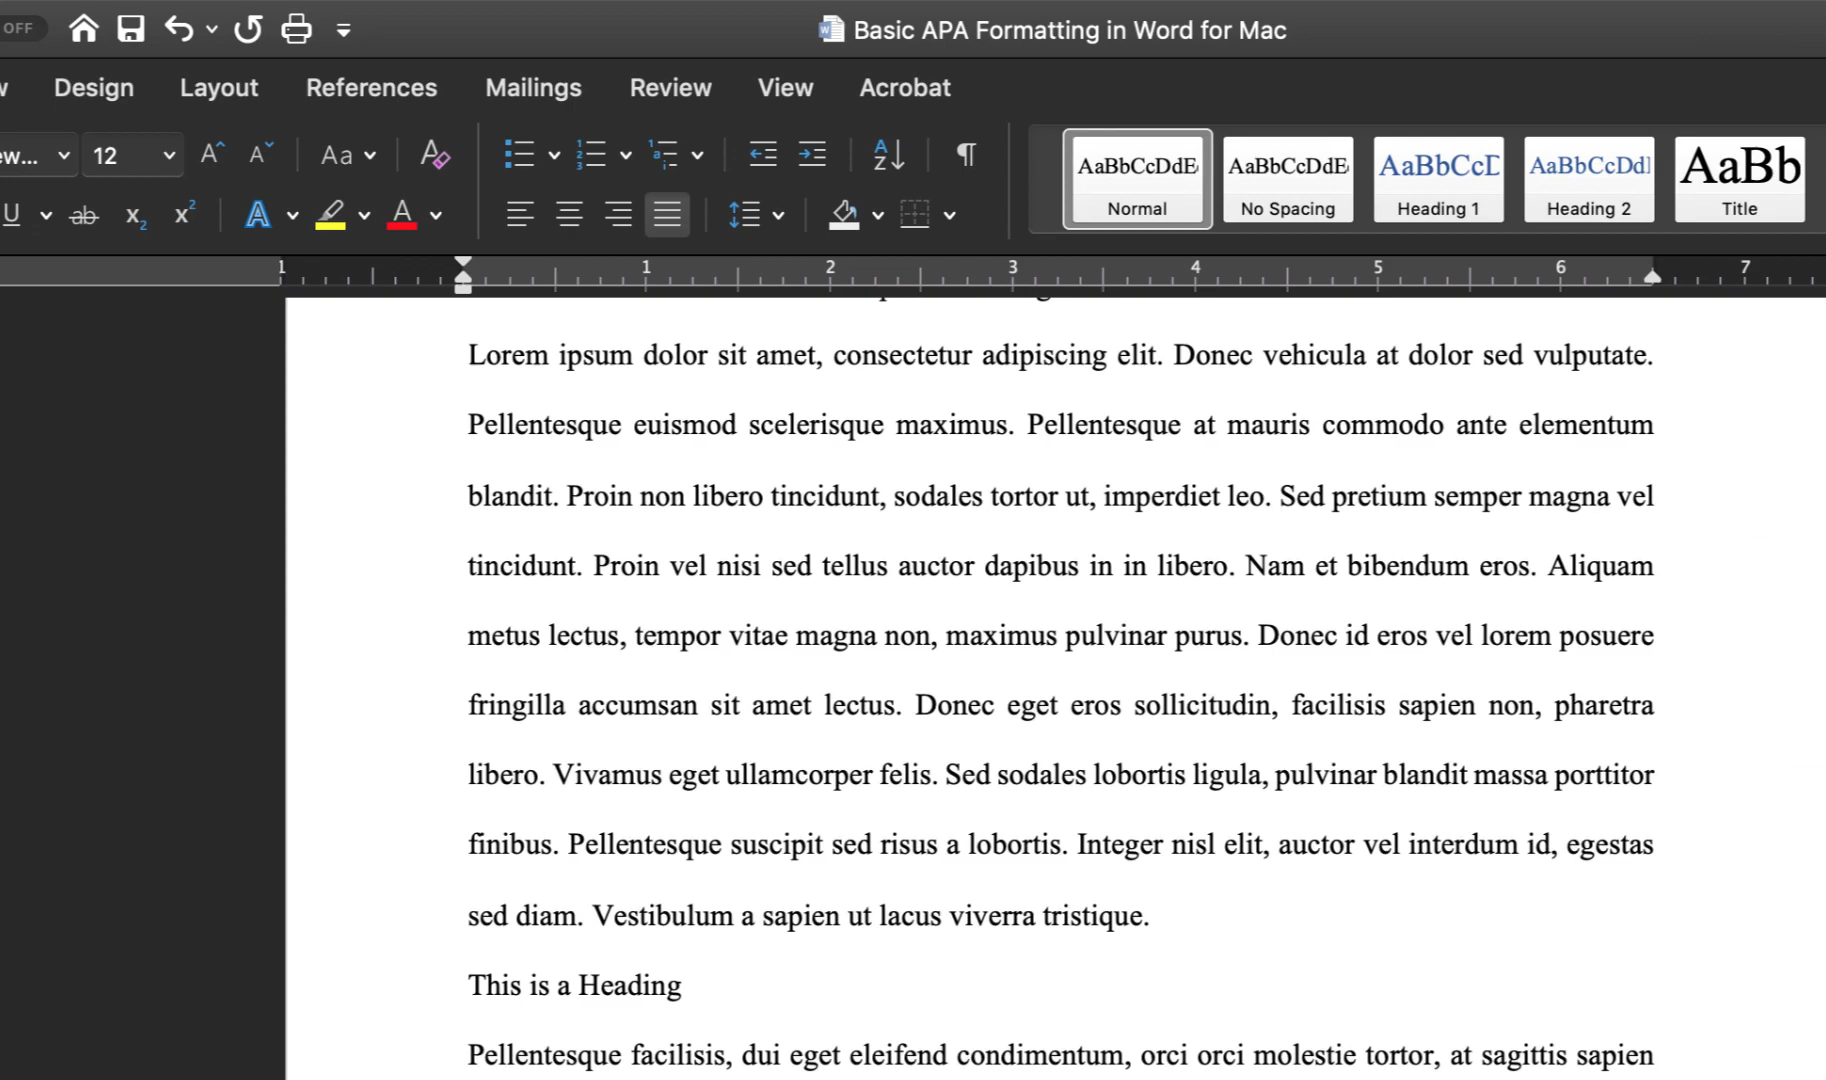 OFF
Basic APA Formatting in Word for Mac
Design Layout References Mailings Review View Acrobat
ew... 12 Aa
AaBbCcDdE AaBbCcDdE AaBbCcD AaBbCcDd AaBb
Normal No Spacing Heading 1 Heading 2 Title
1 1 2 3 4 5 6 7
Lorem ipsum dolor sit amet, consectetur adipiscing elit. Donec vehicula at dolor sed vulputate.
Pellentesque euismod scelerisque maximus. Pellentesque at mauris commodo ante elementum
blandit. Proin non libero tincidunt, sodales tortor ut, imperdiet leo. Sed pretium semper magna vel
tincidunt. Proin vel nisi sed tellus auctor dapibus in in libero. Nam et bibendum eros. Aliquam
metus lectus, tempor vitae magna non, maximus pulvinar purus. Donec id eros vel lorem posuere
fringilla accumsan sit amet lectus. Donec eget eros sollicitudin, facilisis sapien non, pharetra
libero. Vivamus eget ullamcorper felis. Sed sodales lobortis ligula, pulvinar blandit massa porttitor
finibus. Pellentesque suscipit sed risus a lobortis. Integer nisl elit, auctor vel interdum id, egestas
sed diam. Vestibulum a sapien ut lacus viverra tristique.
This is a Heading
Pellentesque facilisis, dui eget eleifend condimentum, orci orci molestie tortor, at sagittis sapien